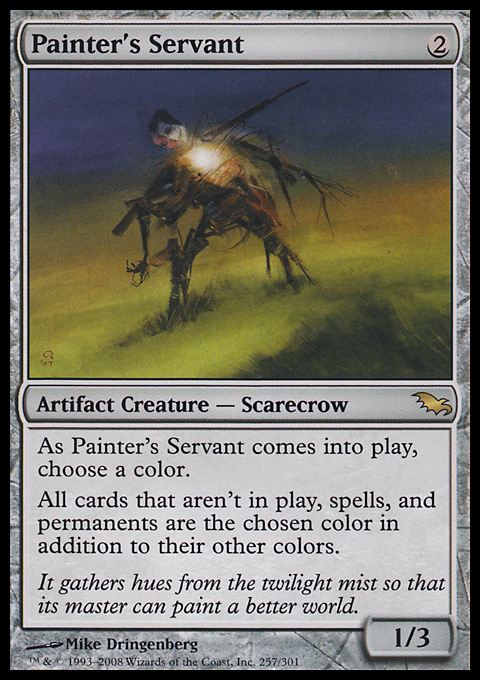 Painter's Servant 2
Artifact Creature — Scarecrow
As Painter's Servant comes into play,
choose a color.
All cards that aren't in play, spells, and
permanents are the chosen color in
addition to their other colors.
It gathers hues from the twilight mist so that
its master can paint a better world.
Mike Dringenberg
1/3
™ & © 1993–2008 Wizards of the Coast, Inc. 257/301